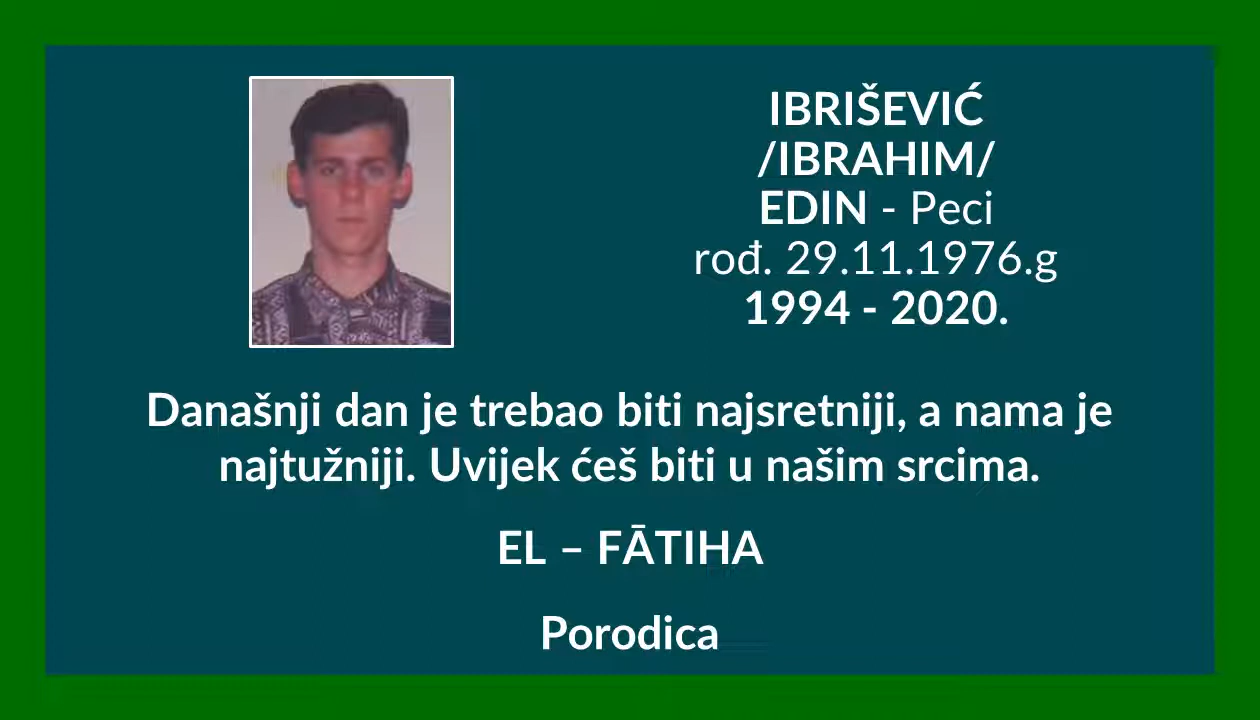 IBRIŠEVIĆ
/IBRAHIM/
EDIN - Peci
rođ. 29.11.1976.g
1994 - 2020.
Današnji dan je trebao biti najsretniji, a nama je
najtužniji. Uvijek ćeš biti u našim srcima.
EL – FĀTIHA
Porodica